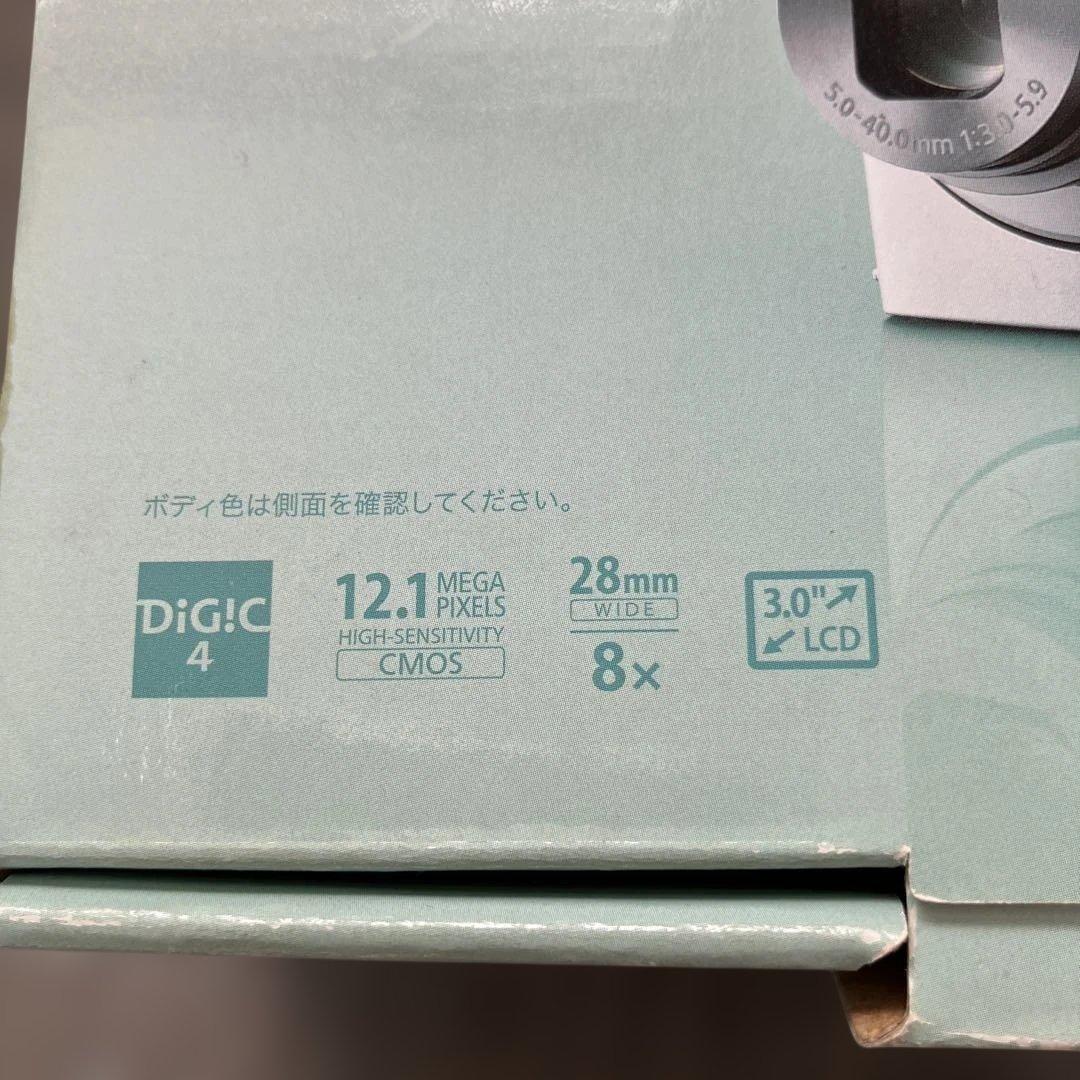 5.0-40.0mm 1:3.0-5.9
ボディ色は側面を確認してください。
DiG!C
4
12.1 MEGA
PIXELS
HIGH-SENSITIVITY
CMOS
28mm
WIDE
8×
3.0"
LCD